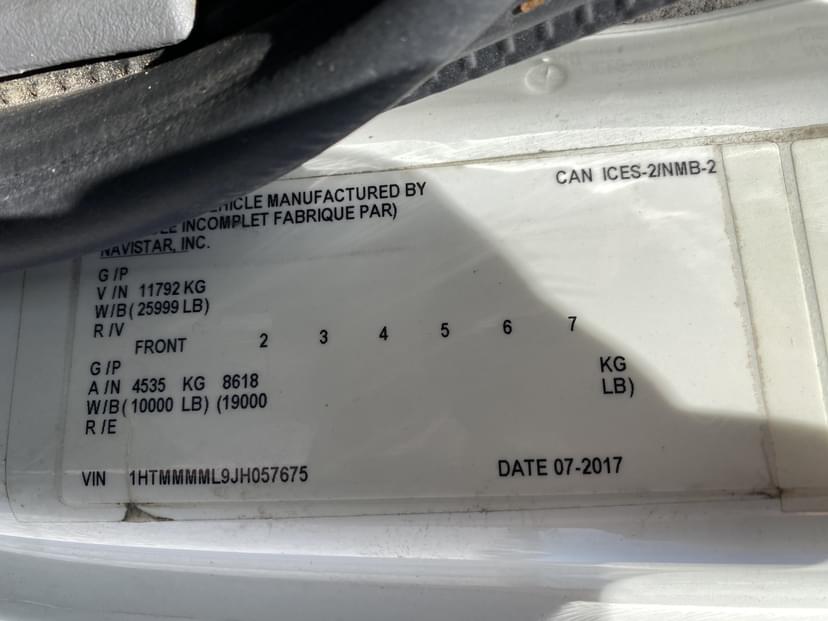 CAN ICES-2/NMB-2
VEHICLE MANUFACTURED BY
INCOMPLET FABRIQUE PAR)
NAVISTAR, INC.
G/P
V/N 11792 KG
W/B (25999 LB)
R/V
FRONT 2 3 4 5 6 7
G/P
A/N 4535 KG 8618 KG
W/B (10000 LB) (19000 LB)
R/E
VIN 1HTMMMML9JH057675 DATE 07-2017